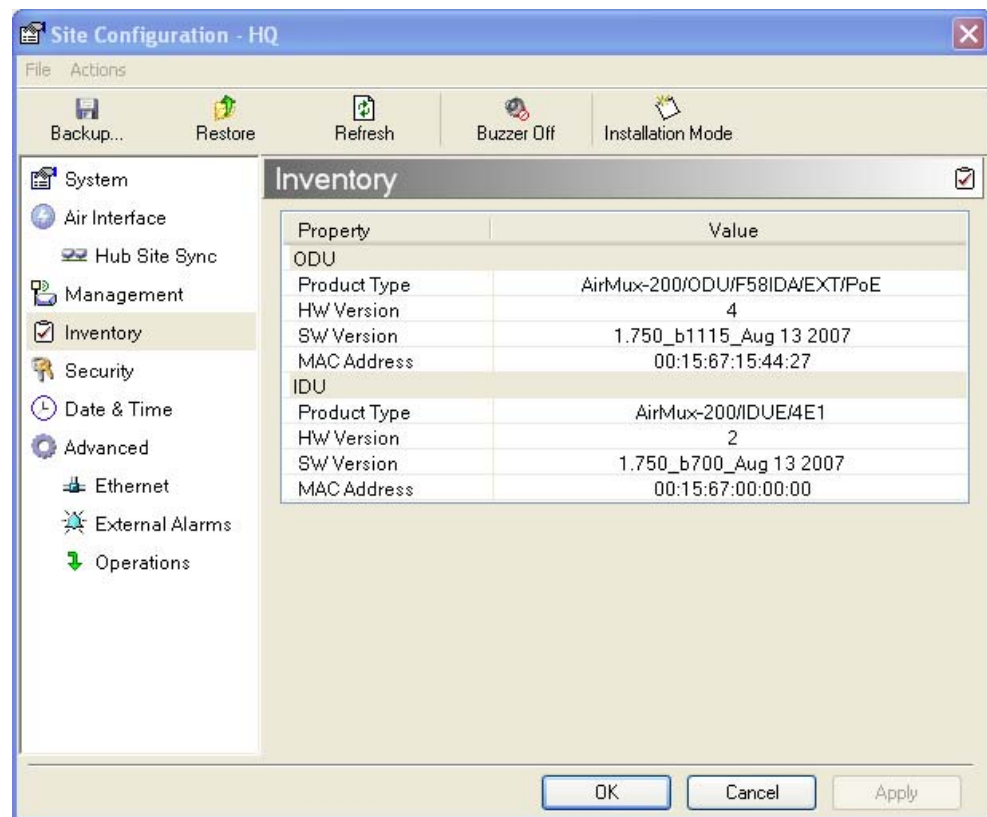 Site Configuration - HQ
File Actions
Backup... Restore Refresh Buzzer Off Installation Mode
System
Air Interface
Hub Site Sync
Management
Inventory
Security
Date & Time
Advanced
Ethernet
External Alarms
Operations
Inventory
Property Value
ODU
Product Type AirMux-200/ODU/F58IDA/EXT/PoE
HW Version 4
SW Version 1.750_b1115_Aug 13 2007
MAC Address 00:15:67:15:44:27
IDU
Product Type AirMux-200/IDUE/4E1
HW Version 2
SW Version 1.750_b700_Aug 13 2007
MAC Address 00:15:67:00:00:00
OK Cancel Apply